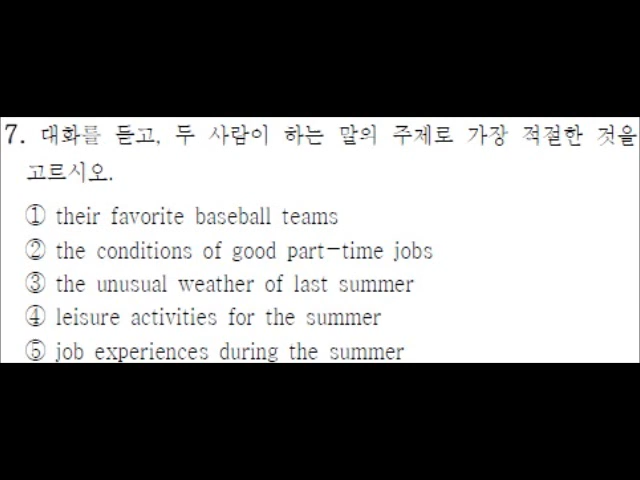 7. 대화를 듣고, 두 사람이 하는 말의 주제로 가장 적절한 것을
고르시오.
① their favorite baseball teams
② the conditions of good part-time jobs
③ the unusual weather of last summer
④ leisure activities for the summer
⑤ job experiences during the summer